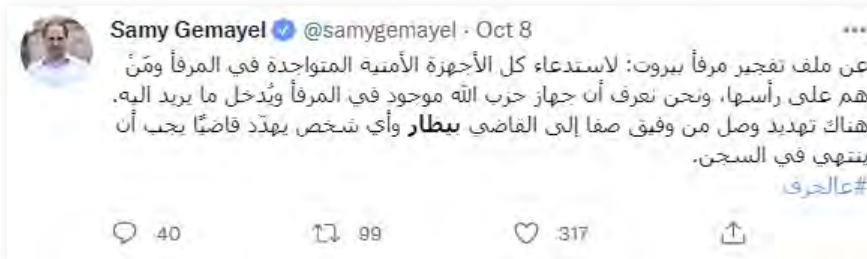 Samy Gemayel @samygemayel · Oct 8
عن ملف تفجير مرفأ بيروت: لاستدعاء كل الأجهزة الأمنية المتواجدة في المرفأ ومَنْ
هم على رأسها، ونحن نعرف أن جهاز حزب الله موجود في المرفأ ويُدخل ما يريد اليه.
هناك تهديد وصل من وفيق صفا إلى القاضي بيطار وأي شخص يهدّد قاضيًا يجب أن
ينتهي في السجن.
#عالجرف
40 99 317